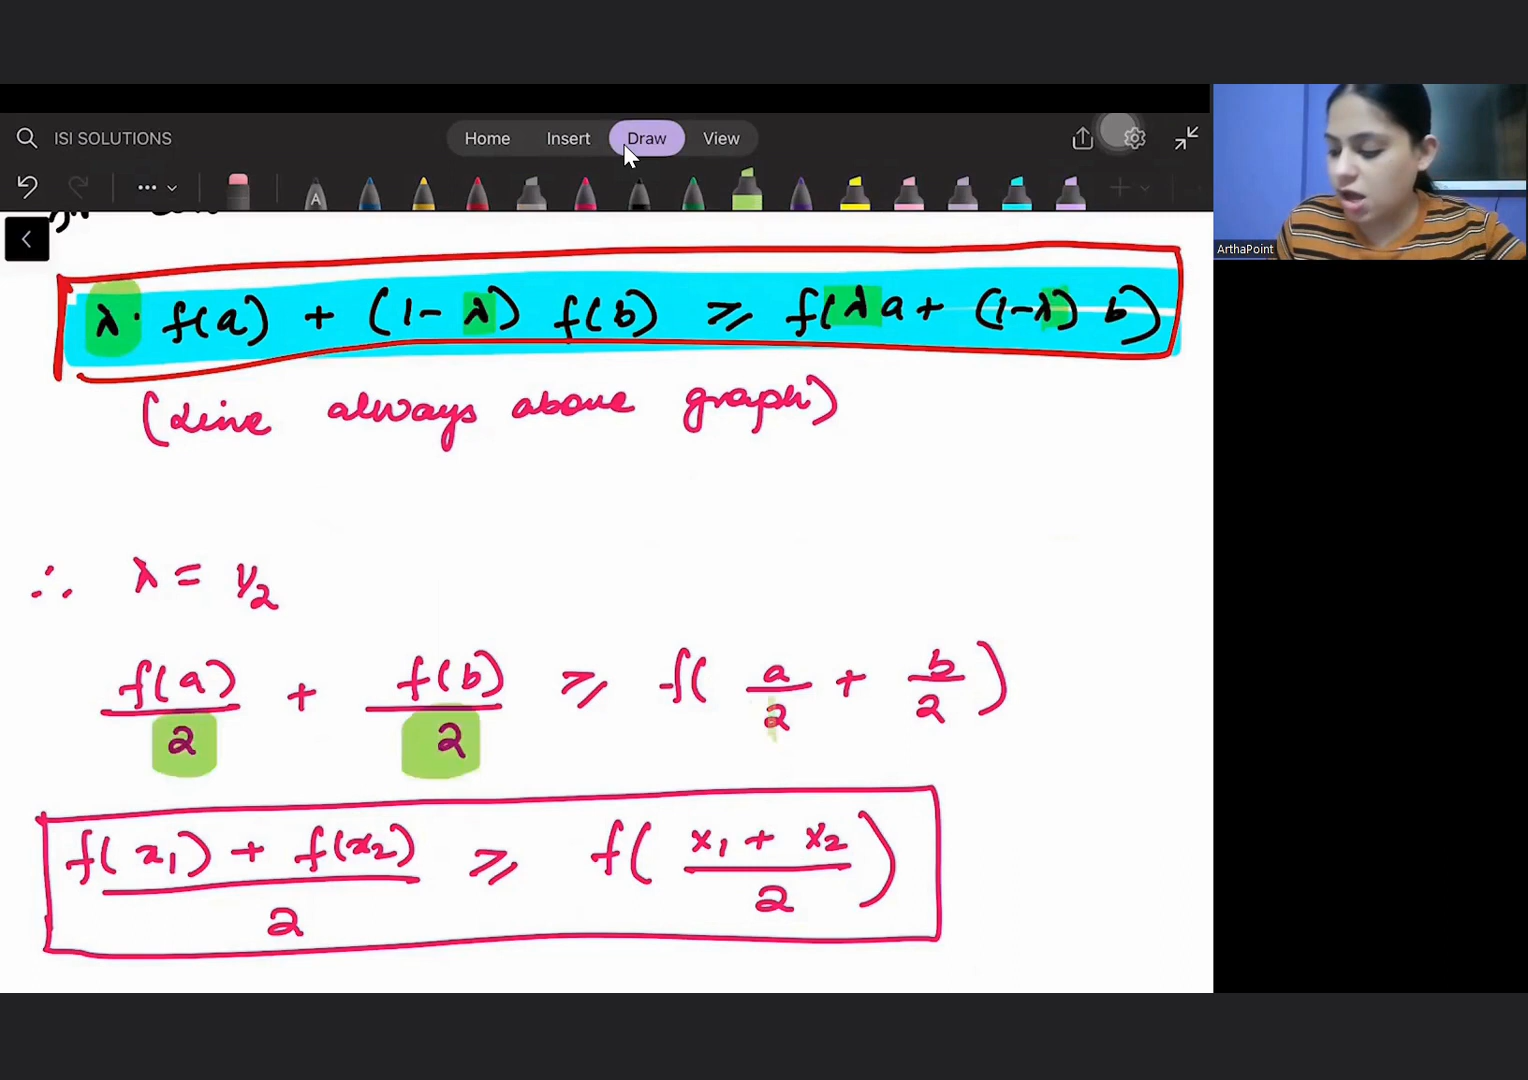 ISI SOLUTIONS
Home Insert Draw View
A
ArthaPoint
λ · f(a) + (1-λ) f(b) ⩾ f(λa + (1-λ) b)
(Line always above graph)
∴ λ = 1/2
f(a)/2 + f(b)/2 ⩾ f( a/2 + b/2 )
f(x₁) + f(x₂) / 2 ⩾ f( x₁ + x₂ / 2 )